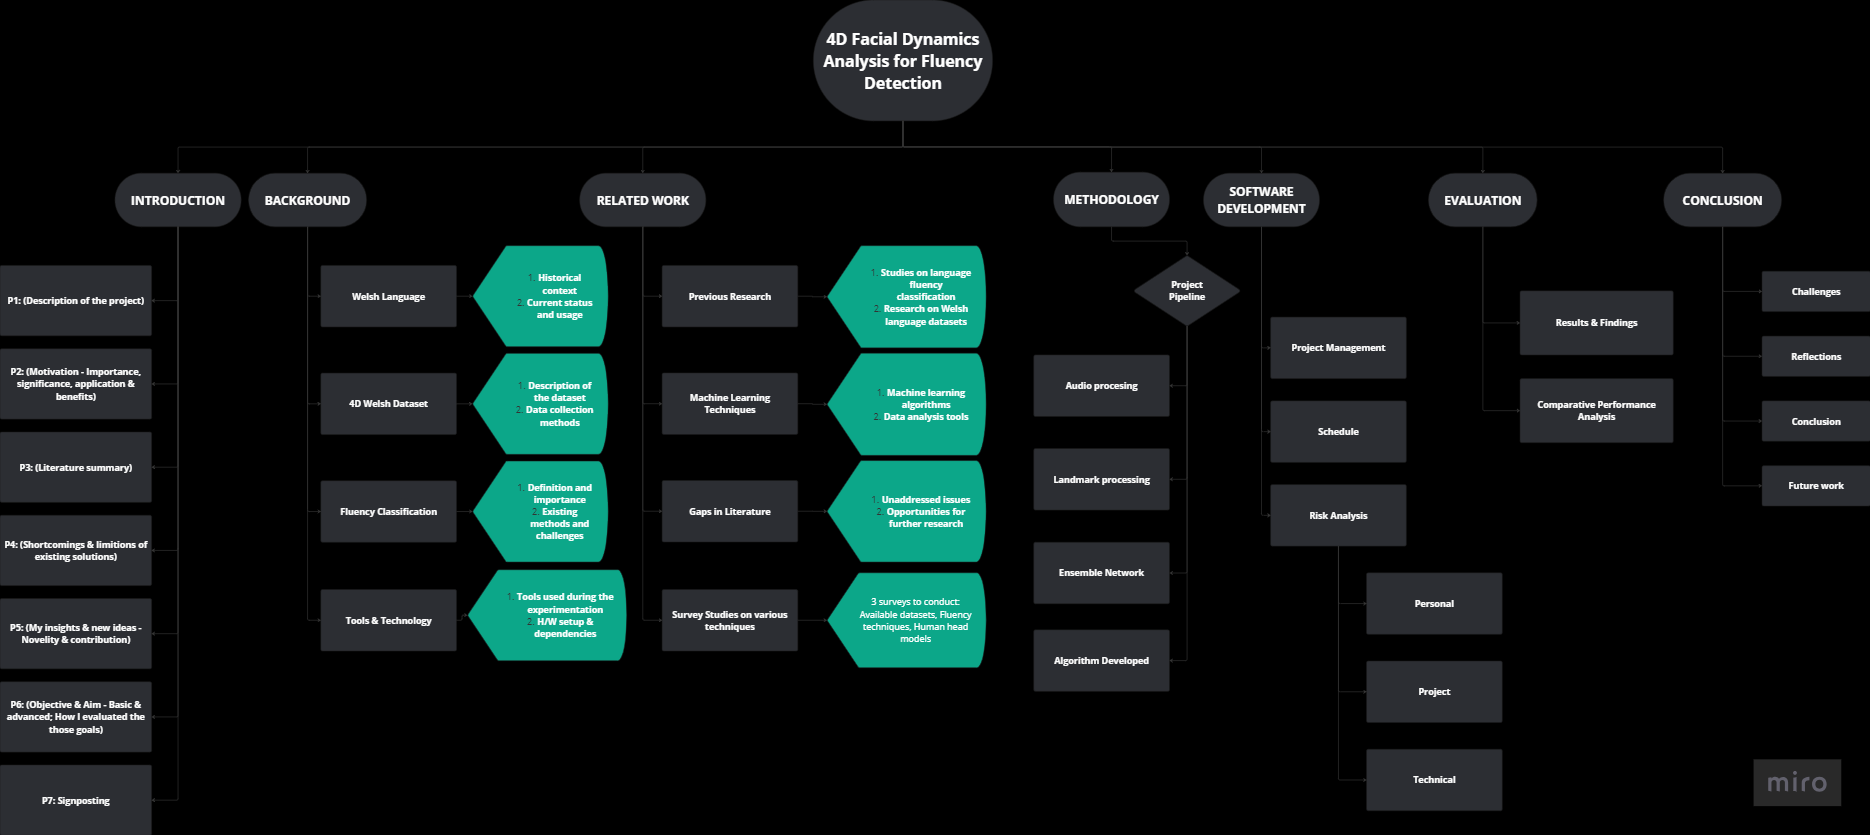 4D Facial Dynamics
Analysis for Fluency
Detection
INTRODUCTION
BACKGROUND
RELATED WORK
METHODOLOGY
SOFTWARE
DEVELOPMENT
EVALUATION
CONCLUSION
P1: (Description of the project)
P2: (Motivation - Importance,
significance, application &
benefits)
P3: (Literature summary)
P4: (Shortcomings & limitions of
existing solutions)
P5: (My insights & new ideas -
Novelity & contribution)
P6: (Objective & Aim - Basic &
advanced; How I evaluated the
those goals)
P7: Signposting
Welsh Language
1. Historical
context
2. Current status
and usage
4D Welsh Dataset
1. Description of
the dataset
2. Data collection
methods
Fluency Classification
1. Definition and
importance
2. Existing
methods and
challenges
Tools & Technology
1. Tools used during the
experimentation
2. H/W setup &
dependencies
Previous Research
1. Studies on language
fluency
classification
2. Research on Welsh
language datasets
Machine Learning
Techniques
1. Machine learning
algorithms
2. Data analysis tools
Gaps in Literature
1. Unaddressed issues
2. Opportunities for
further research
Survey Studies on various
techniques
3 surveys to conduct:
Available datasets, Fluency
techniques, Human head
models
Project
Pipeline
Audio procesing
Landmark processing
Ensemble Network
Algorithm Developed
Project Management
Schedule
Risk Analysis
Personal
Project
Technical
Results & Findings
Comparative Performance
Analysis
Challenges
Reflections
Conclusion
Future work
miro